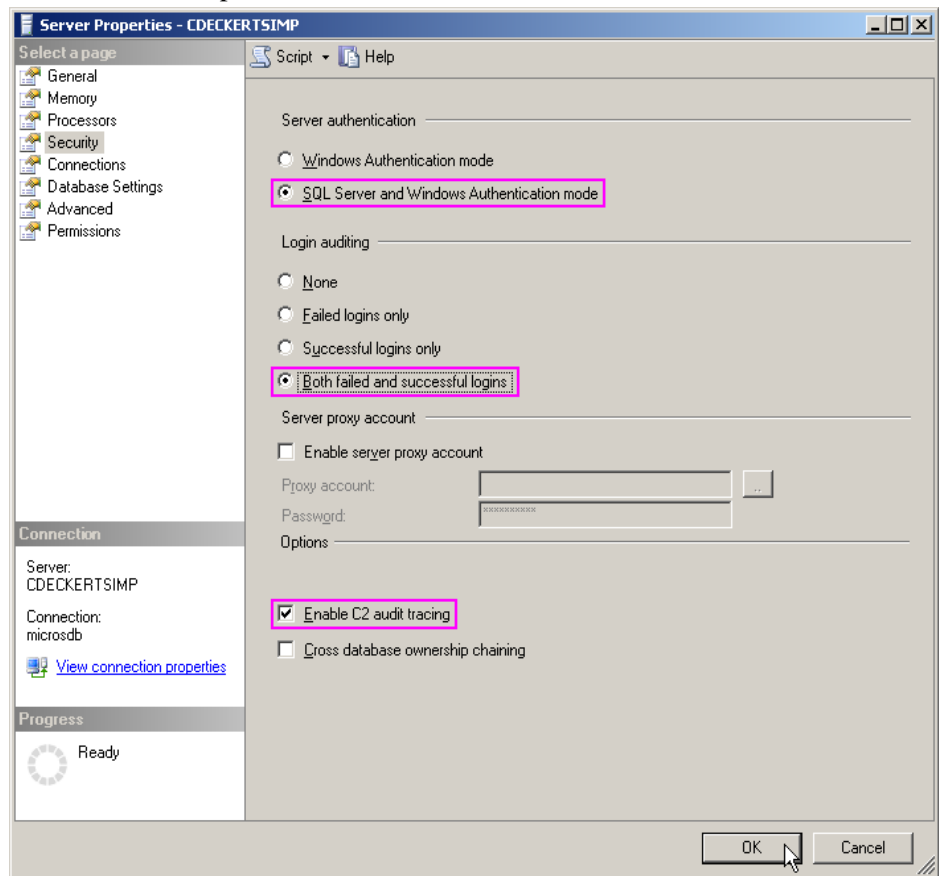 Server Properties - CDECKERTSIMP
Select a page
General
Memory
Processors
Security
Connections
Database Settings
Advanced
Permissions
Script
Help
Server authentication
Windows Authentication mode
SQL Server and Windows Authentication mode
Login auditing
None
Failed logins only
Successful logins only
Both failed and successful logins
Server proxy account
Enable server proxy account
Proxy account:
..
Password:
**********
Options
Enable C2 audit tracing
Cross database ownership chaining
Connection
Server:
CDECKERTSIMP
Connection:
microsdb
View connection properties
Progress
Ready
OK
Cancel